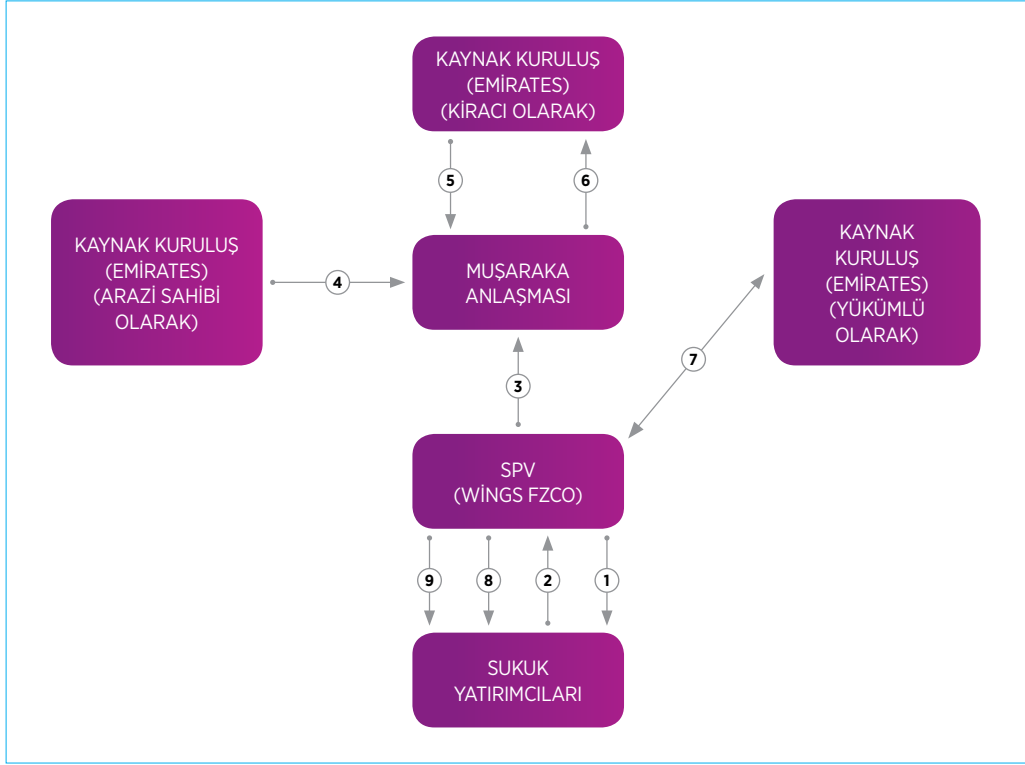 KAYNAK KURULUŞ
(EMİRATES)
(KİRACI OLARAK)
5
6
KAYNAK KURULUŞ
(EMİRATES)
(ARAZİ SAHİBİ
OLARAK)
4
MUŞARAKA
ANLAŞMASI
KAYNAK
KURULUŞ
(EMİRATES)
(YÜKÜMLÜ
OLARAK)
7
3
SPV
(WİNGS FZCO)
9
8
2
1
SUKUK
YATIRIMCILARI